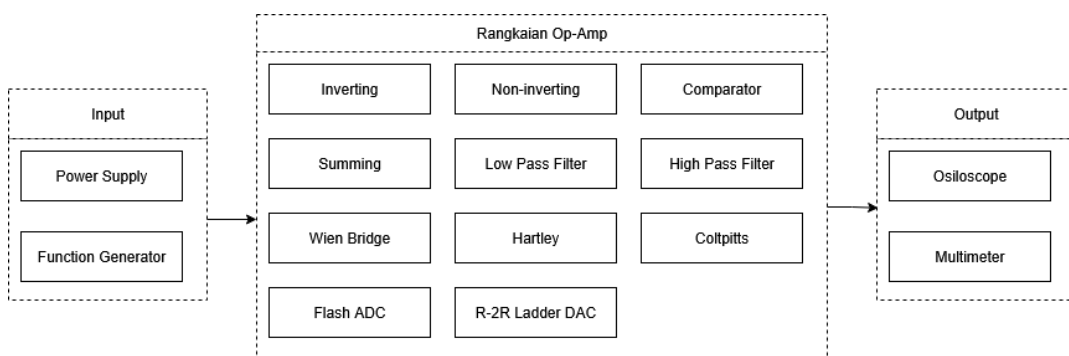 Rangkaian Op-Amp
Input
Power Supply
Function Generator
Inverting
Non-inverting
Comparator
Summing
Low Pass Filter
High Pass Filter
Wien Bridge
Hartley
Coltpitts
Flash ADC
R-2R Ladder DAC
Output
Osiloscope
Multimeter